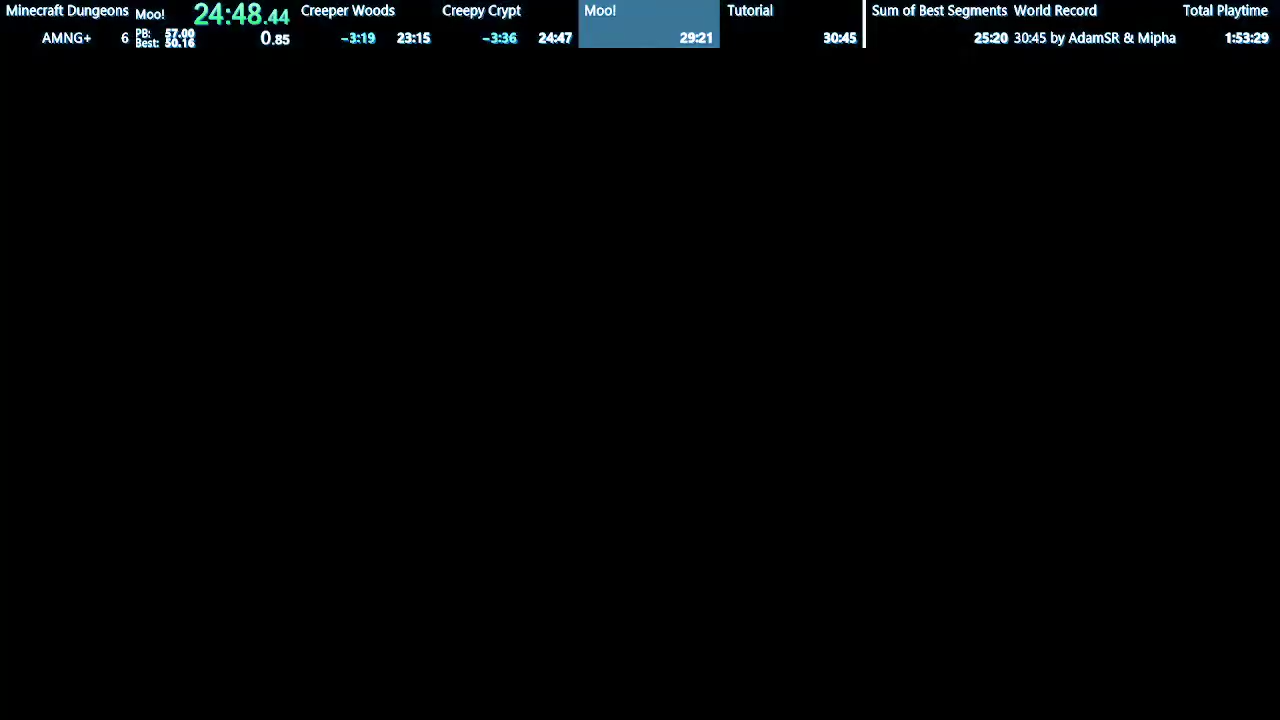 Minecraft Dungeons
AMNG+ 6
Moo! 24:48.44
PB: 57.00
Best: 50.16
0.85
Creeper Woods
-3:19 23:15
Creepy Crypt
-3:36 24:47
Moo!
29:21
Tutorial
30:45
Sum of Best Segments
25:20
World Record
30:45 by AdamSR & Mipha
Total Playtime
1:53:29